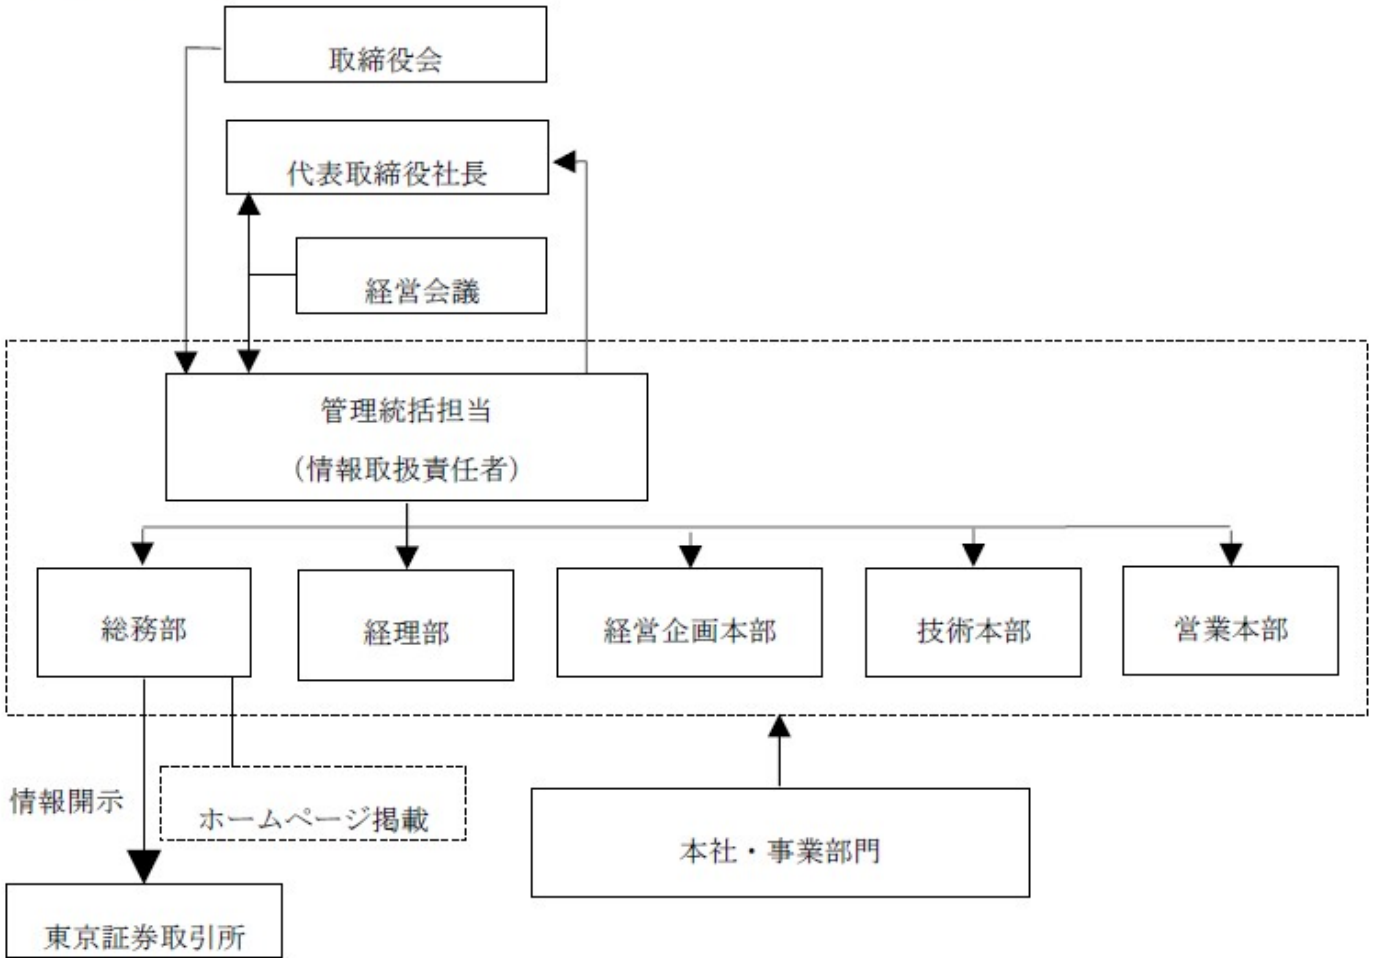 取締役会
代表取締役社長
経営会議
管理統括担当
（情報取扱責任者）
総務部
経理部
経営企画本部
技術本部
営業本部
情報開示
ホームページ掲載
本社・事業部門
東京証券取引所